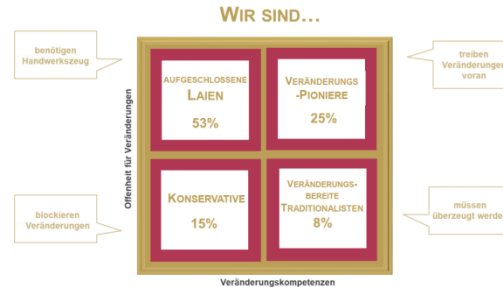 WIR SIND...
benötigen
Handwerkszeug
treiben
Veränderungen
voran
AUFGESCHLOSSENE
LAIEN
53%
VERÄNDERUNGS
-PIONIERE
25%
Offenheit für Veränderungen
KONSERVATIVE
15%
VERÄNDERUNGS-
BEREITE
TRADITIONALISTEN
8%
blockieren
Veränderungen
müssen
überzeugt werden
Veränderungskompetenzen